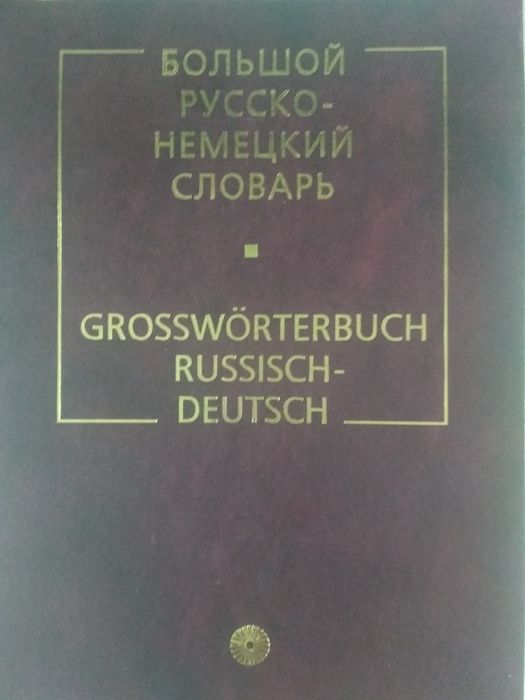 БОЛЬШОЙ
РУССКО-
НЕМЕЦКИЙ
СЛОВАРЬ
GROSSWÖRTERBUCH
RUSSISCH-
DEUTSCH